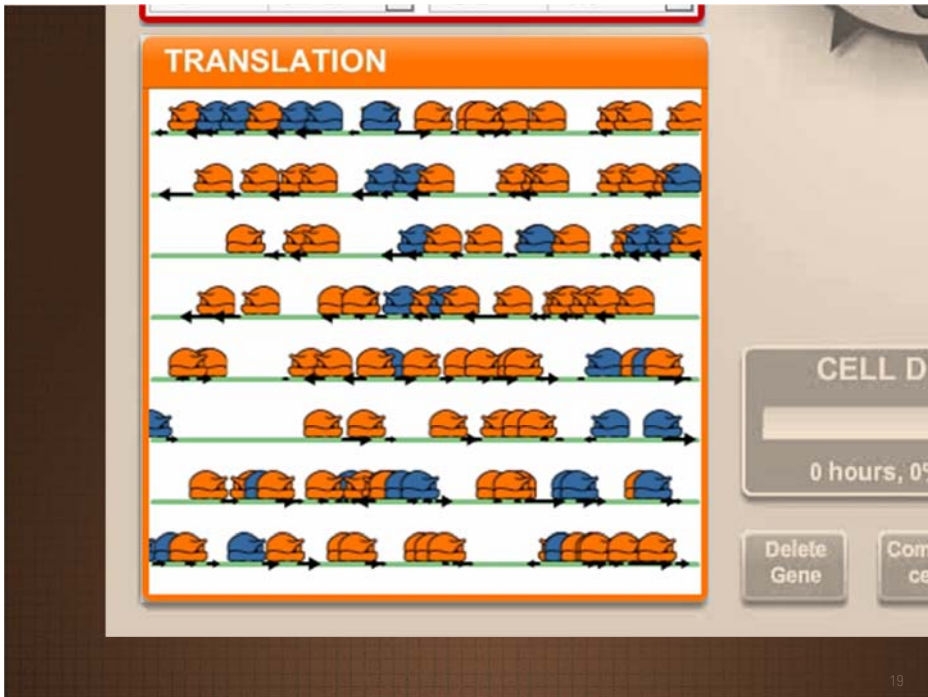 TRANSLATION
CELL D
0 hours, 0%
Delete
Gene
Com
ce
19